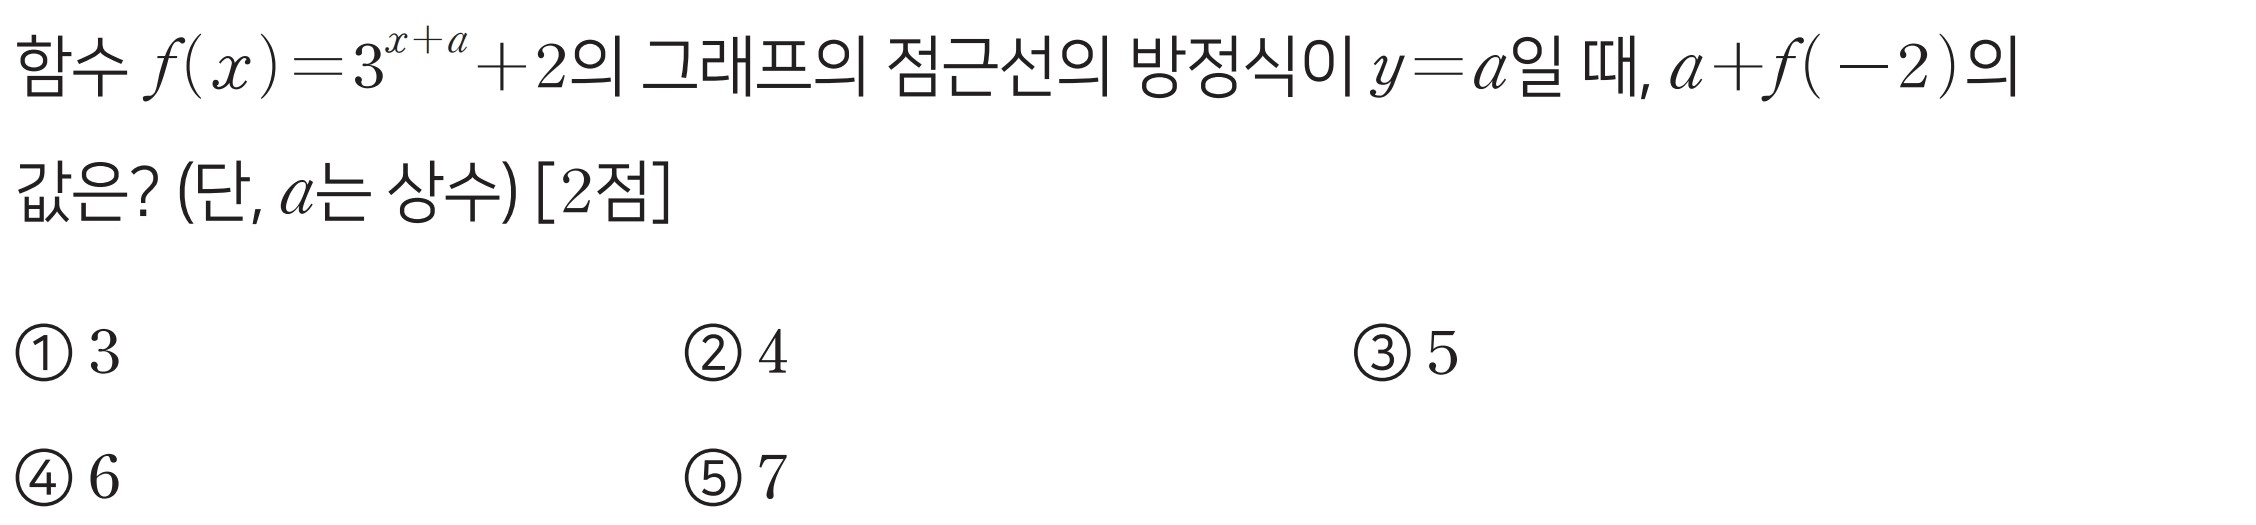 함수 $f(x)=3^{x+a}+2$의 그래프의 점근선의 방정식이 $y=a$일 때, $a+f(-2)$의
값은? (단, $a$는 상수) [2점]
① 3 ② 4 ③ 5
④ 6 ⑤ 7